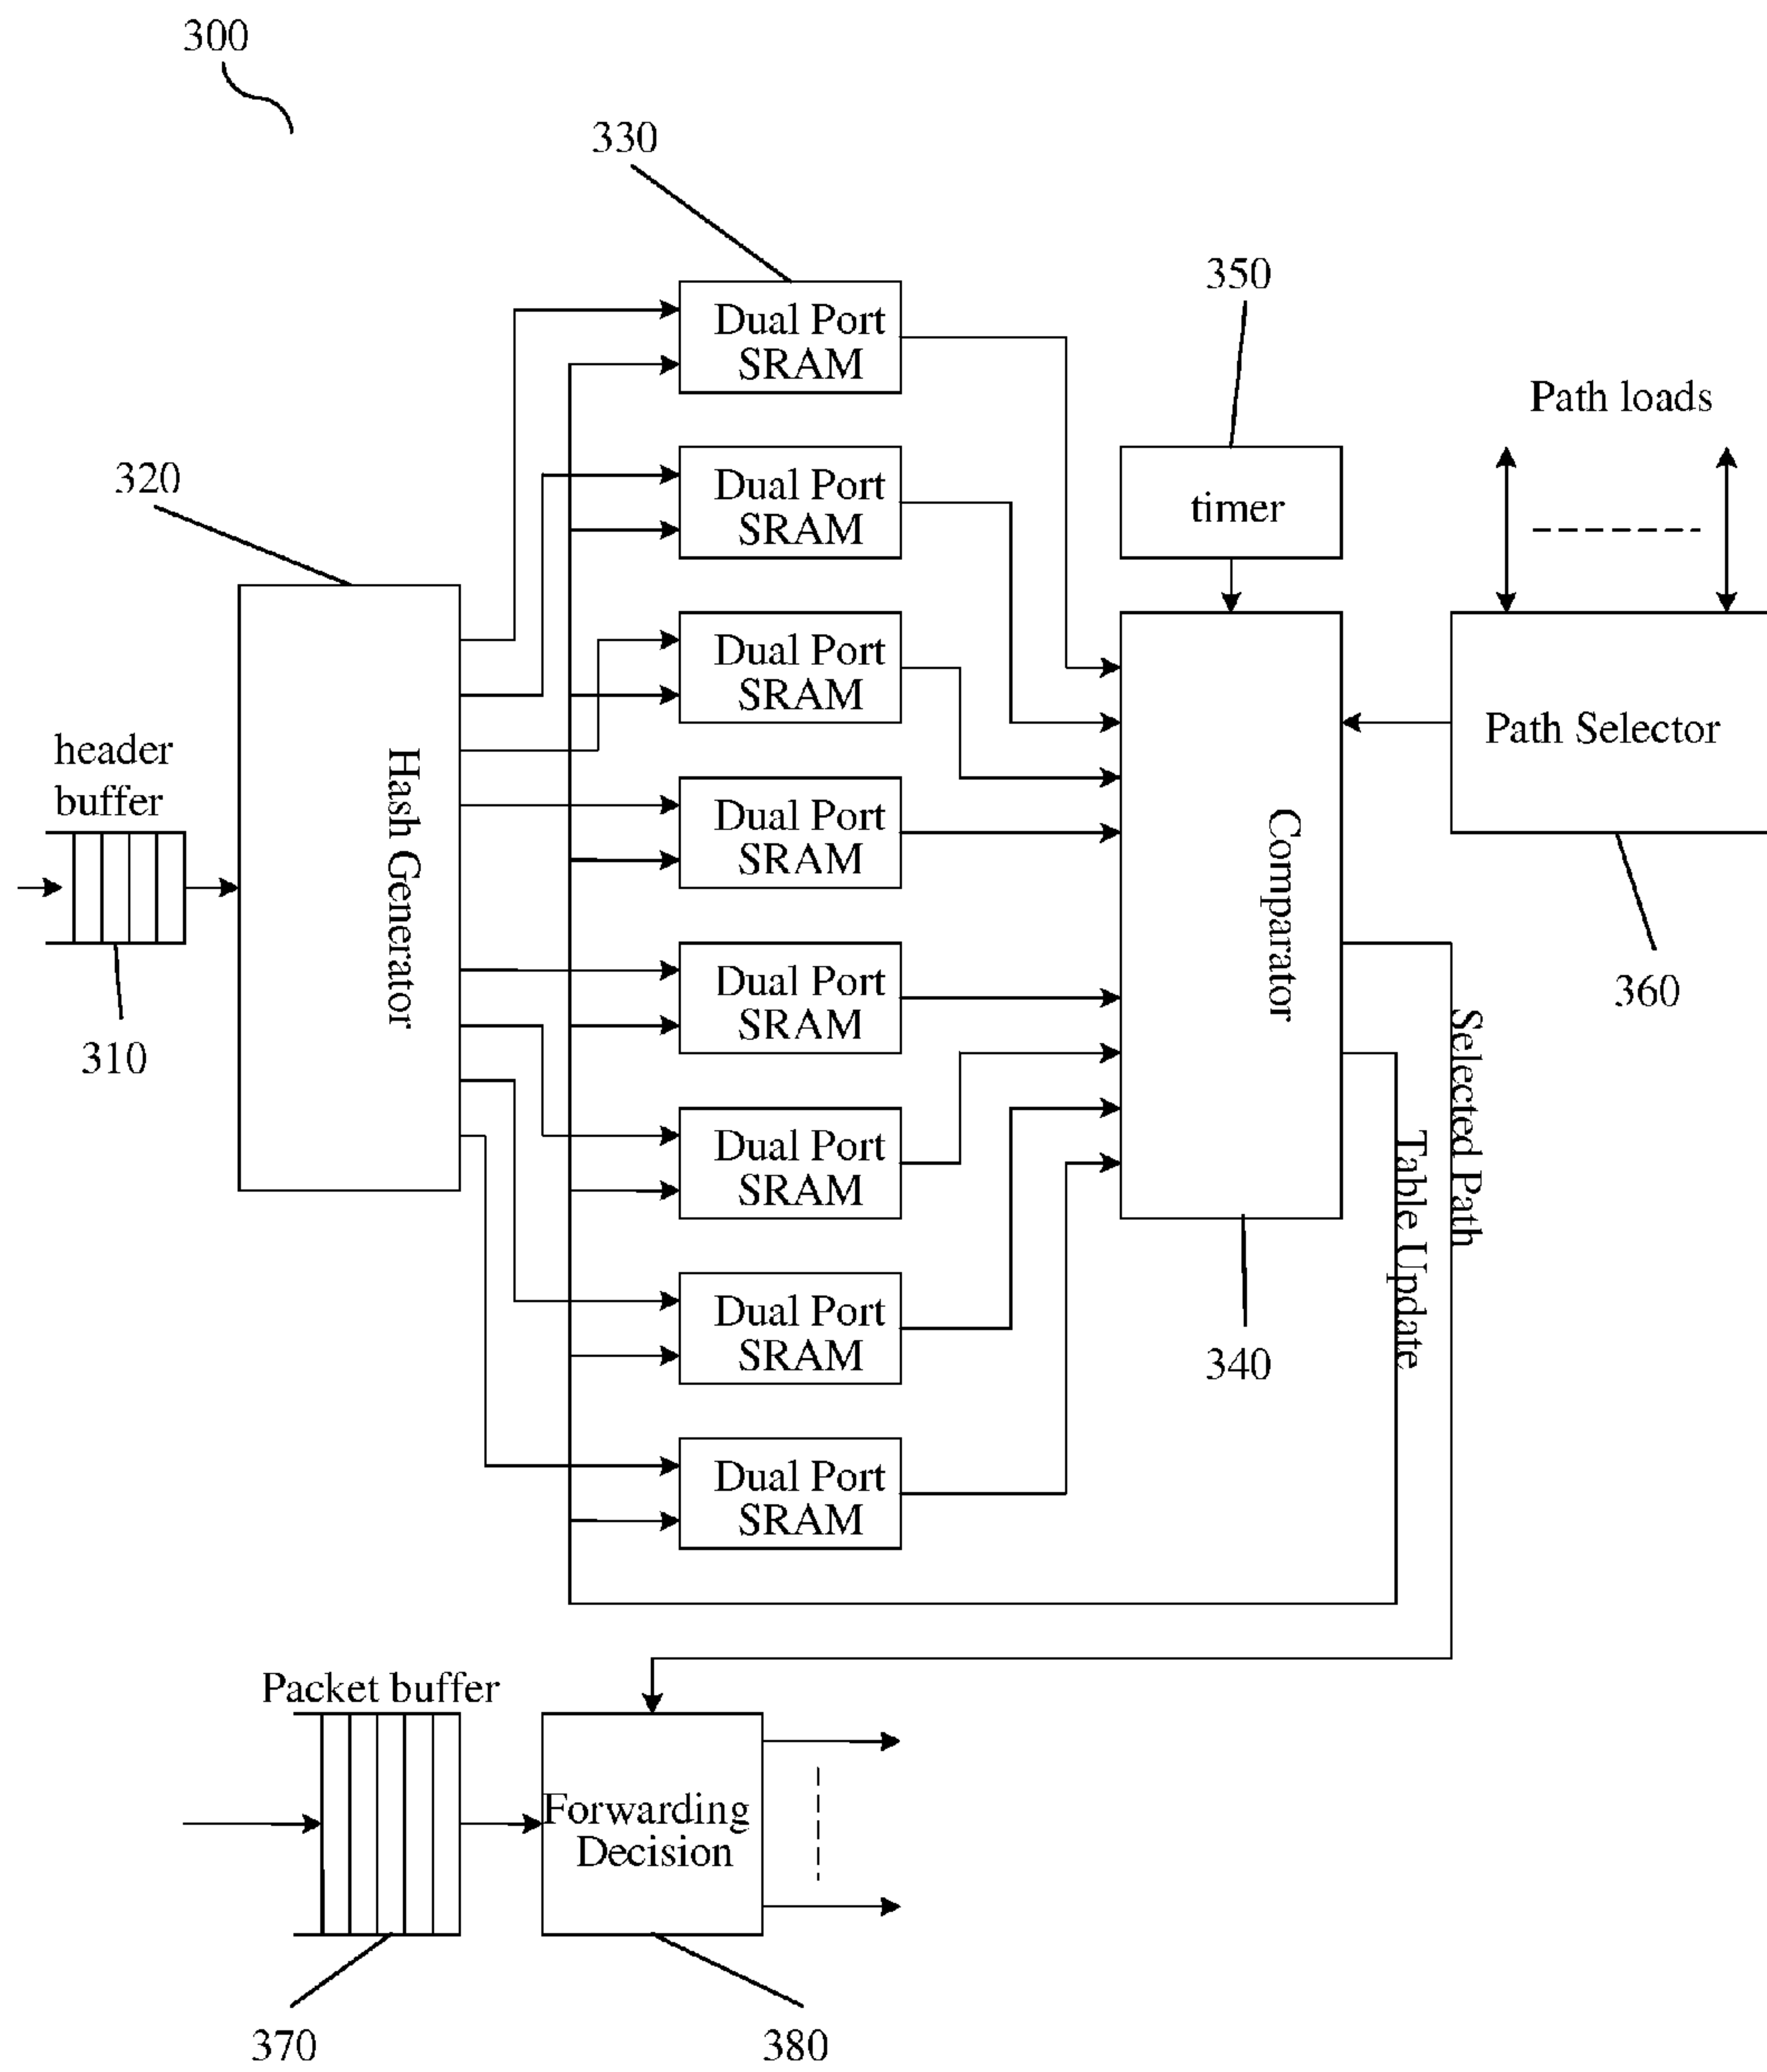 300
330
350
Path loads
320
Dual Port
SRAM
Dual Port
SRAM
timer
Dual Port
SRAM
Path Selector
header
buffer
Hash Generator
Dual Port
SRAM
Comparator
360
310
Dual Port
SRAM
Selected Path
Dual Port
SRAM
Table Update
Dual Port
SRAM
340
Dual Port
SRAM
Packet buffer
Forwarding
Decision
370
380